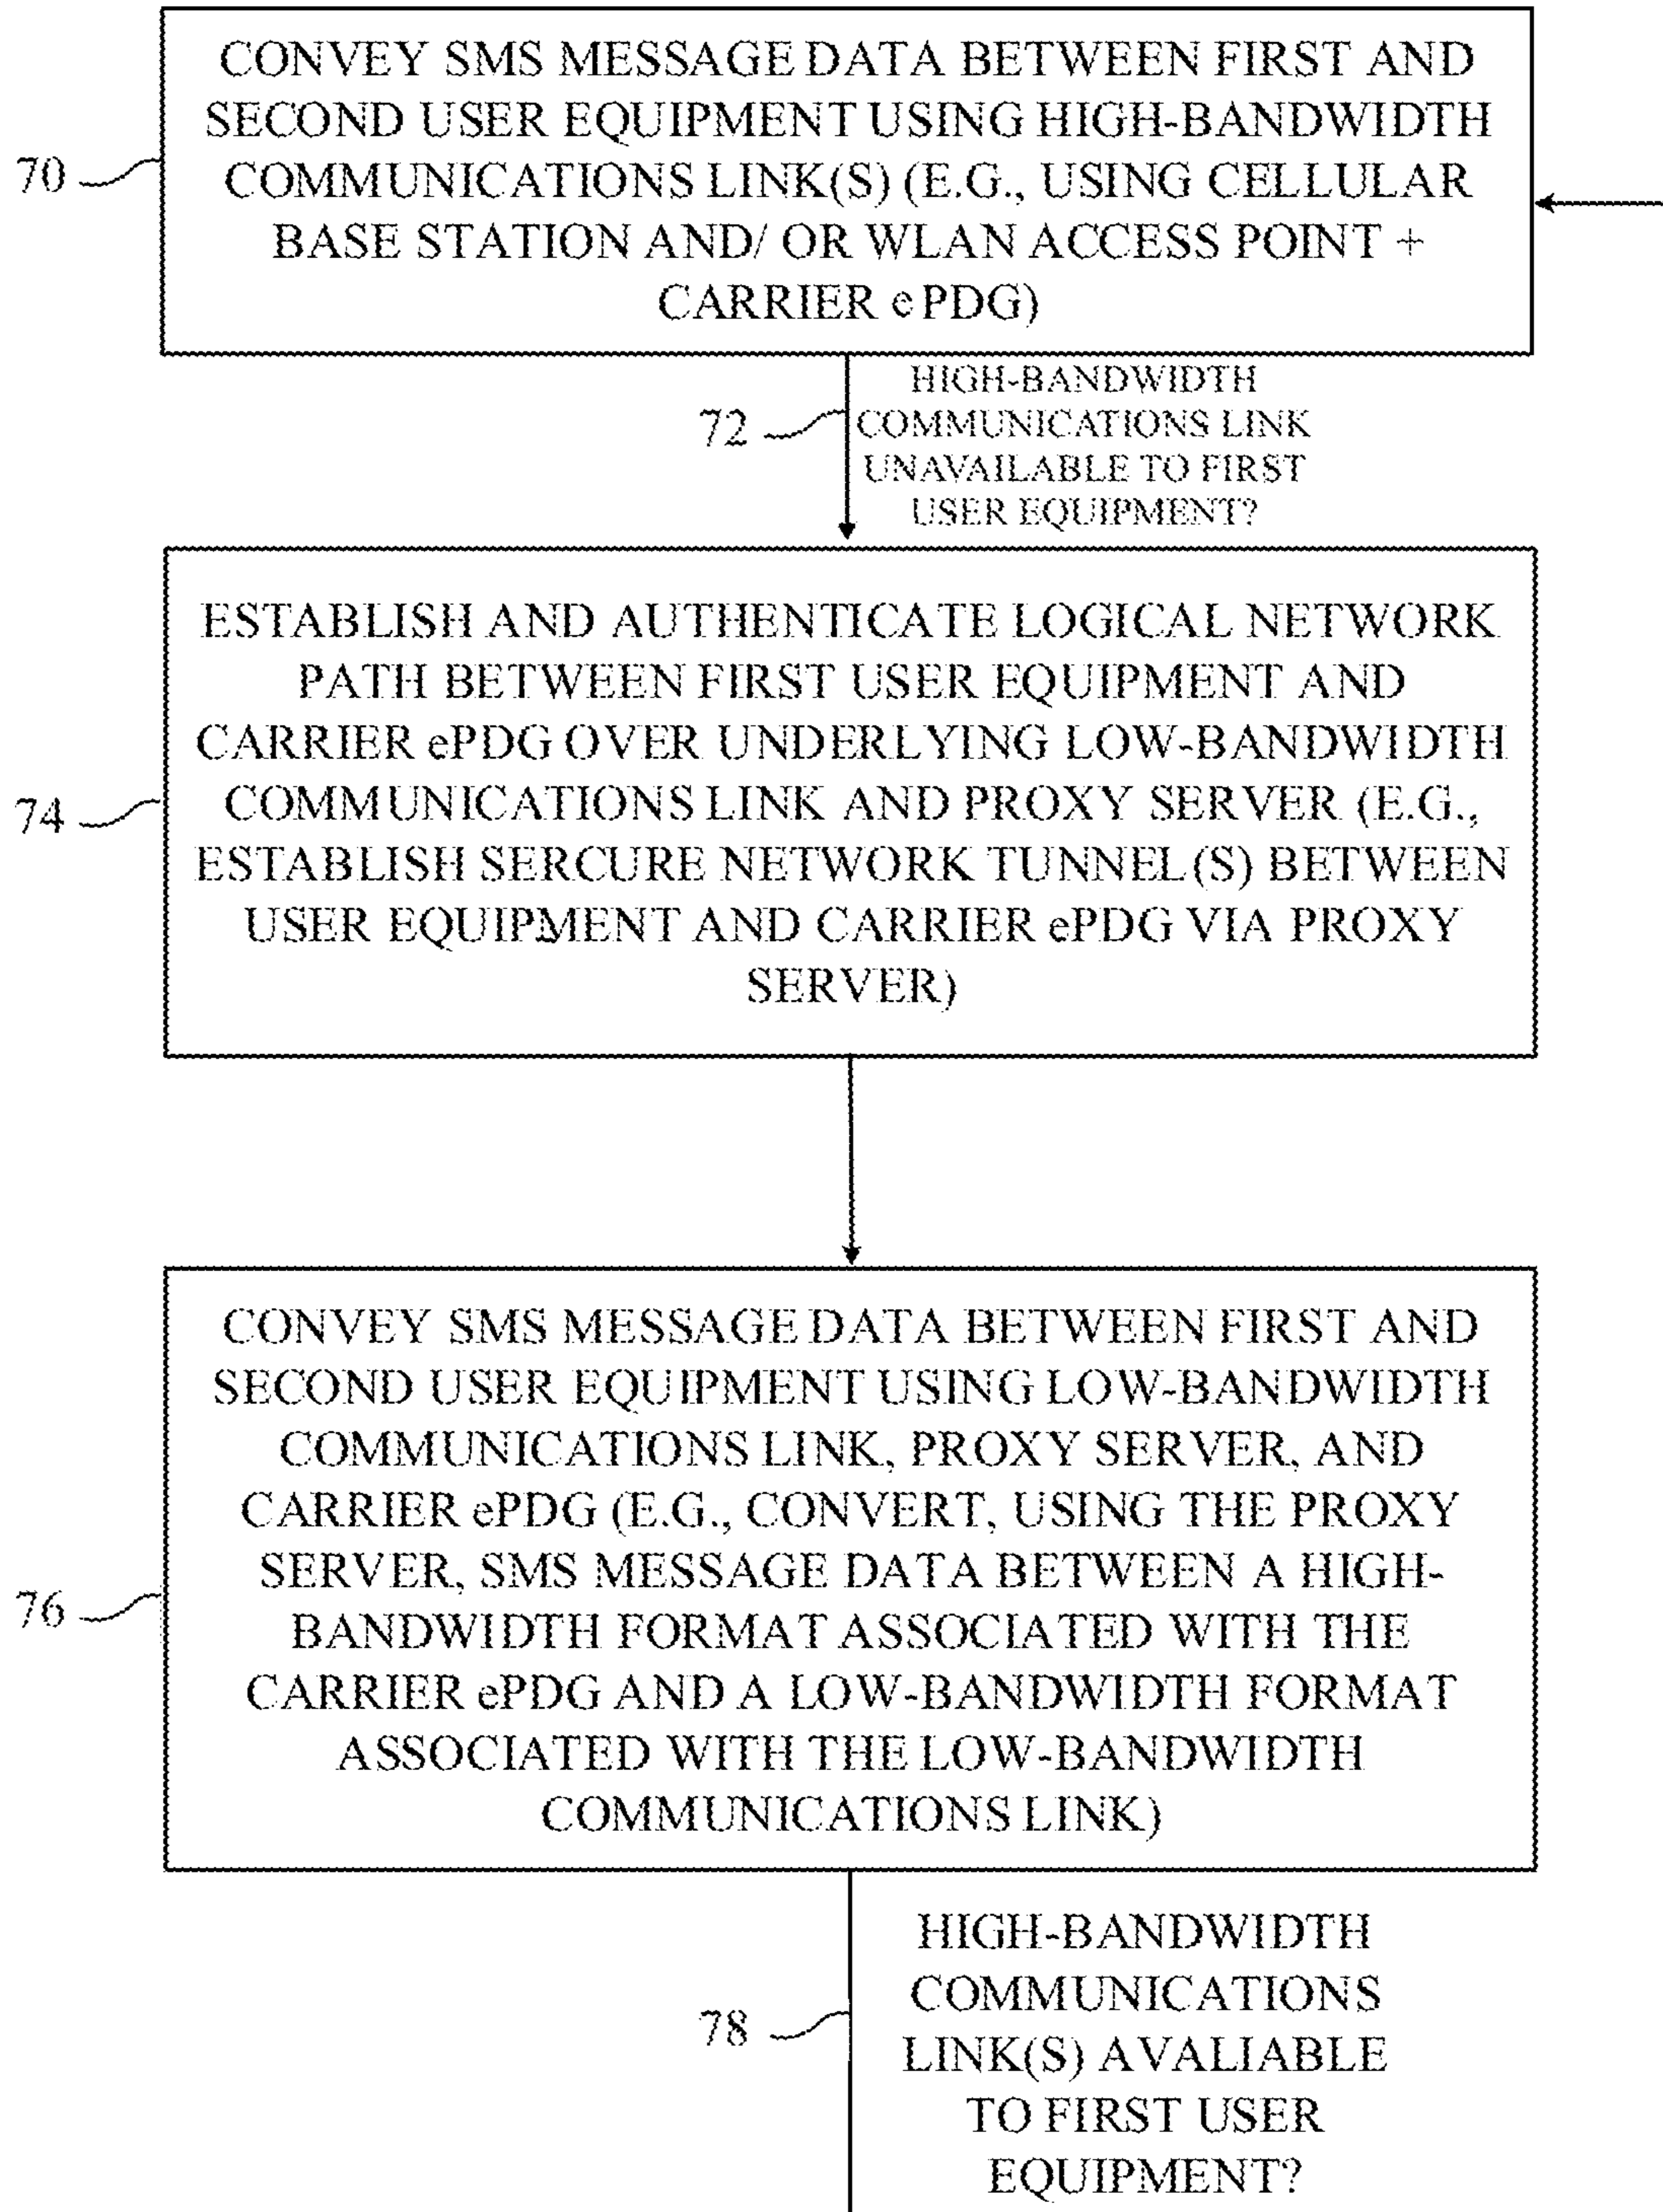 CONVEY SMS MESSAGE DATA BETWEEN FIRST AND
SECOND USER EQUIPMENT USING HIGH-BANDWIDTH
COMMUNICATIONS LINK(S) (E.G., USING CELLULAR
BASE STATION AND/ OR WLAN ACCESS POINT +
CARRIER ePDG)
70
72
HIGH-BANDWIDTH
COMMUNICATIONS LINK
UNAVAILABLE TO FIRST
USER EQUIPMENT?
ESTABLISH AND AUTHENTICATE LOGICAL NETWORK
PATH BETWEEN FIRST USER EQUIPMENT AND
CARRIER ePDG OVER UNDERLYING LOW-BANDWIDTH
COMMUNICATIONS LINK AND PROXY SERVER (E.G.,
ESTABLISH SERCURE NETWORK TUNNEL(S) BETWEEN
USER EQUIPMENT AND CARRIER ePDG VIA PROXY
SERVER)
74
CONVEY SMS MESSAGE DATA BETWEEN FIRST AND
SECOND USER EQUIPMENT USING LOW-BANDWIDTH
COMMUNICATIONS LINK, PROXY SERVER, AND
CARRIER ePDG (E.G., CONVERT, USING THE PROXY
SERVER, SMS MESSAGE DATA BETWEEN A HIGH-
BANDWIDTH FORMAT ASSOCIATED WITH THE
CARRIER ePDG AND A LOW-BANDWIDTH FORMAT
ASSOCIATED WITH THE LOW-BANDWIDTH
COMMUNICATIONS LINK)
76
78
HIGH-BANDWIDTH
COMMUNICATIONS
LINK(S) AVALIABLE
TO FIRST USER
EQUIPMENT?